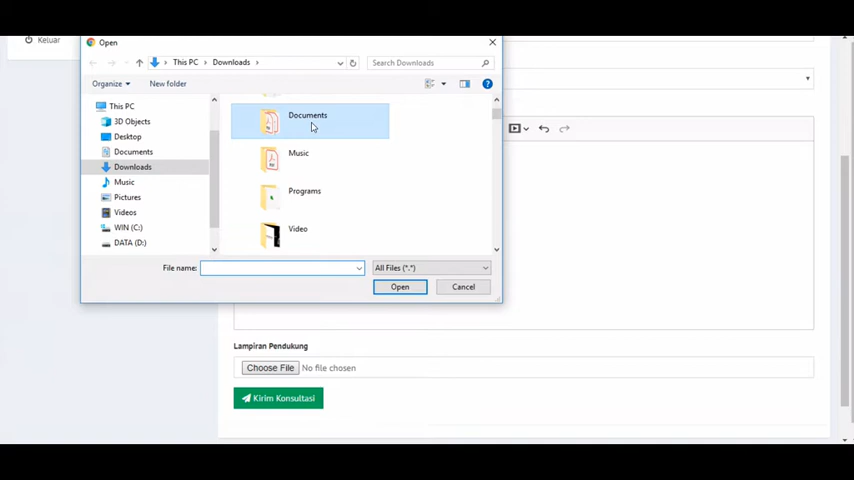 Keluar
Open
This PC > Downloads >
Search Downloads
Organize
New folder
This PC
3D Objects
Desktop
Documents
Downloads
Music
Pictures
Videos
WIN (C:)
DATA (D:)
Documents
Music
Programs
Video
File name:
All Files (*.*)
Open
Cancel
Lampiran Pendukung
Choose File No file chosen
Kirim Konsultasi